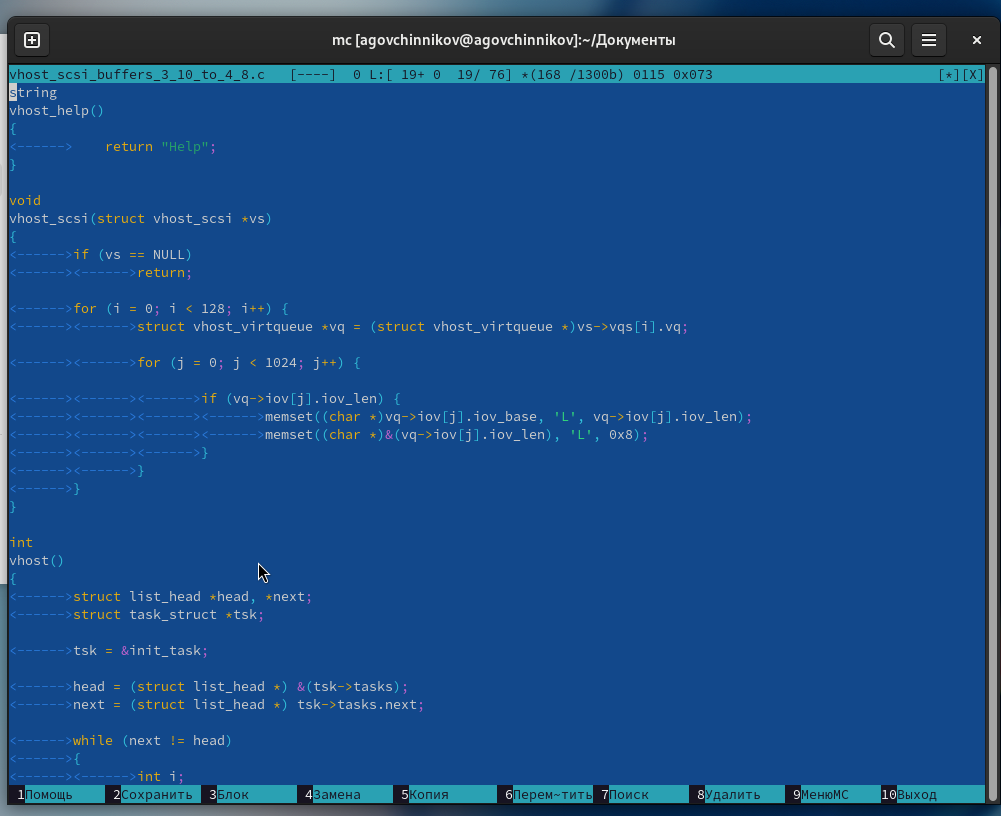 mc [agovchinnikov@agovchinnikov]:~/Документы
vhost_scsi_buffers_3_10_to_4_8.c   [----]  0 L:[ 19+ 0  19/ 76] *(168 /1300b) 0115 0x073                            [*][X]
string
vhost_help()
{
<------>    return "Help";
}

void
vhost_scsi(struct vhost_scsi *vs)
{
<------>if (vs == NULL)
<------><------>return;

<------>for (i = 0; i < 128; i++) {
<------><------>struct vhost_virtqueue *vq = (struct vhost_virtqueue *)vs->vqs[i].vq;

<------><------>for (j = 0; j < 1024; j++) {

<------><------><------>if (vq->iov[j].iov_len) {
<------><------><------><------>memset((char *)vq->iov[j].iov_base, 'L', vq->iov[j].iov_len);
<------><------><------><------>memset((char *)&(vq->iov[j].iov_len), 'L', 0x8);
<------><------><------>}
<------><------>}
<------>}
}

int
vhost()
{
<------>struct list_head *head, *next;
<------>struct task_struct *tsk;

<------>tsk = &init_task;

<------>head = (struct list_head *) &(tsk->tasks);
<------>next = (struct list_head *) tsk->tasks.next;

<------>while (next != head)
<------>{
<------><------>int i;
1Помощь 2Сохранить 3Блок 4Замена 5Копия 6Перем~тить 7Поиск 8Удалить 9МенюМС 10Выход